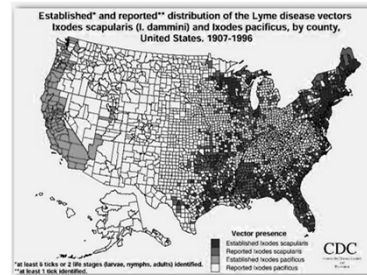 Established* and reported** distribution of the Lyme disease vectors
Ixodes scapularis (I. dammini) and Ixodes pacificus, by county,
United States. 1907-1996
Vector presence
Established Ixodes scapularis
Reported Ixodes scapularis
Established Ixodes pacificus
Reported Ixodes pacificus
*at least 6 ticks or 2 life stages (larvae, nymphs, adults) identified.
**at least 1 tick identified.
CDC